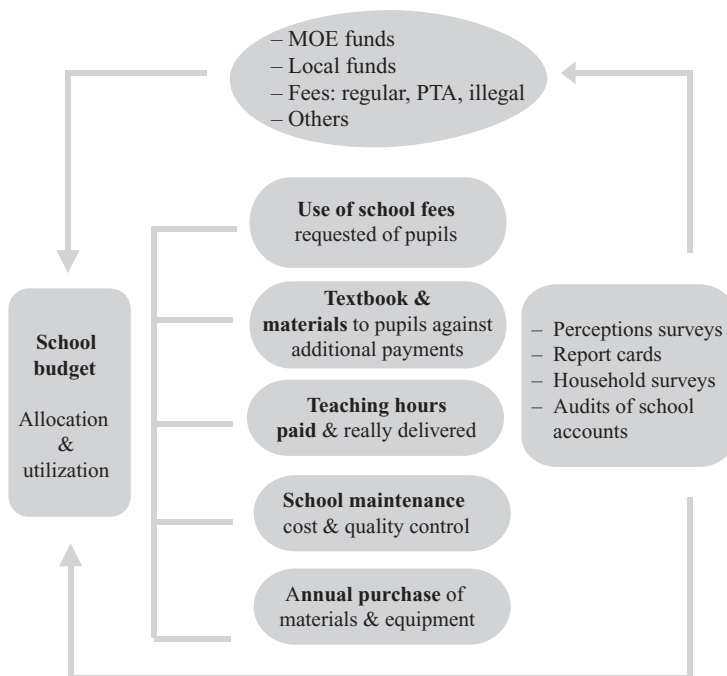 – MOE funds
– Local funds
– Fees: regular, PTA, illegal
– Others
Use of school fees
requested of pupils
Textbook &
materials to pupils against
additional payments
Teaching hours
paid & really delivered
School maintenance
cost & quality control
Annual purchase of
materials & equipment
School
budget
Allocation
&
utilization
– Perceptions surveys
– Report cards
– Household surveys
– Audits of school
accounts